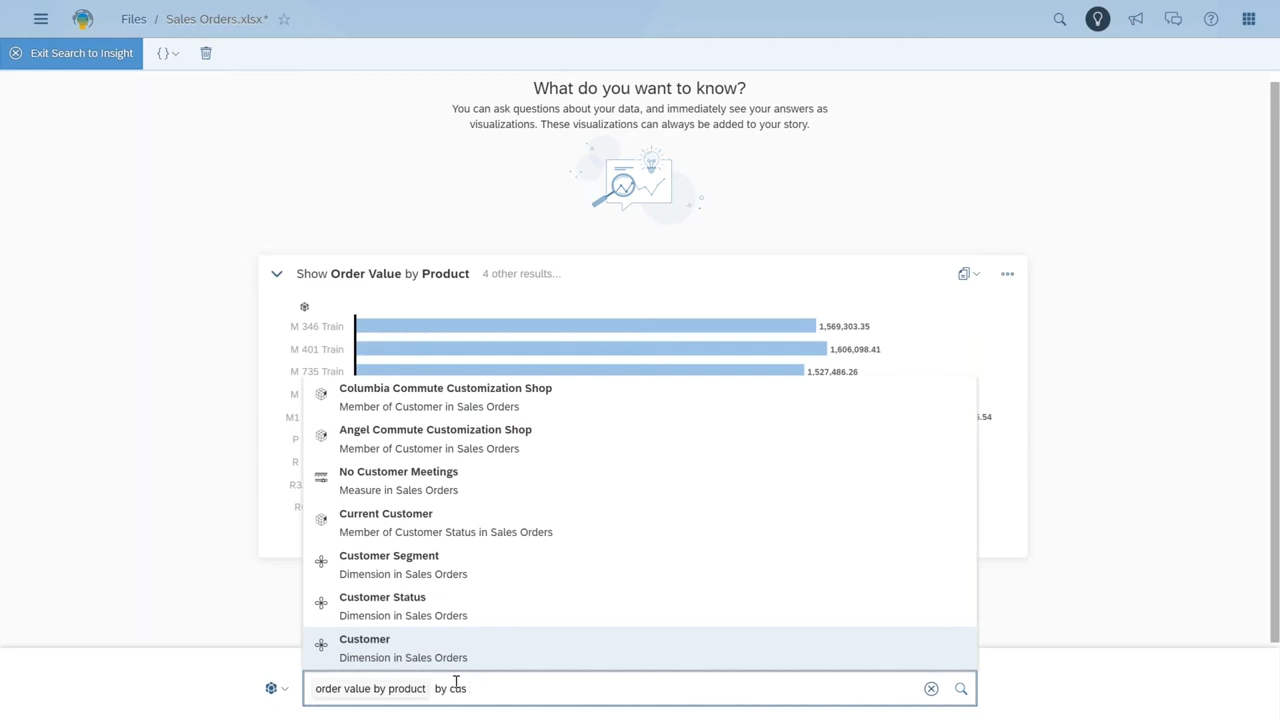 Files / Sales Orders.xlsx*
Exit Search to Insight
What do you want to know?
You can ask questions about your data, and immediately see your answers as
visualizations. These visualizations can always be added to your story.
Show Order Value by Product 4 other results...
M 346 Train 1,569,303.35
M 401 Train 1,606,098.41
M 735 Train 1,527,486.26
M
M1 5.54
P
R
R3
R6
Columbia Commute Customization Shop
Member of Customer in Sales Orders
Angel Commute Customization Shop
Member of Customer in Sales Orders
No Customer Meetings
Measure in Sales Orders
Current Customer
Member of Customer Status in Sales Orders
Customer Segment
Dimension in Sales Orders
Customer Status
Dimension in Sales Orders
Customer
Dimension in Sales Orders
order value by product by cus